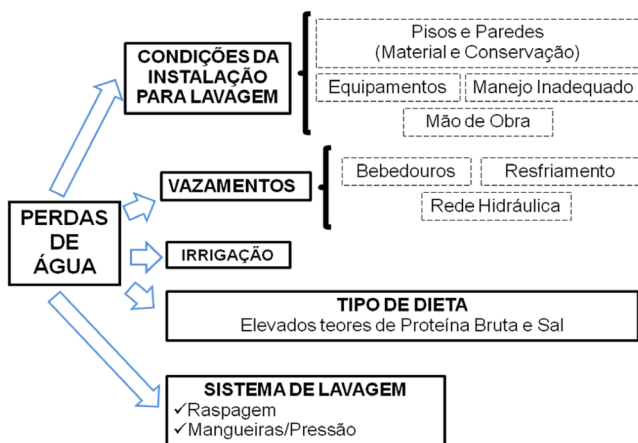 CONDIÇÕES DA
INSTALAÇÃO
PARA LAVAGEM
Pisos e Paredes
(Material e Conservação)
Equipamentos
Manejo Inadequado
Mão de Obra
VAZAMENTOS
Bebedouros
Resfriamento
Rede Hidráulica
PERDAS
DE
ÁGUA
IRRIGAÇÃO
TIPO DE DIETA
Elevados teores de Proteína Bruta e Sal
SISTEMA DE LAVAGEM
✓Raspagem
✓Mangueiras/Pressão